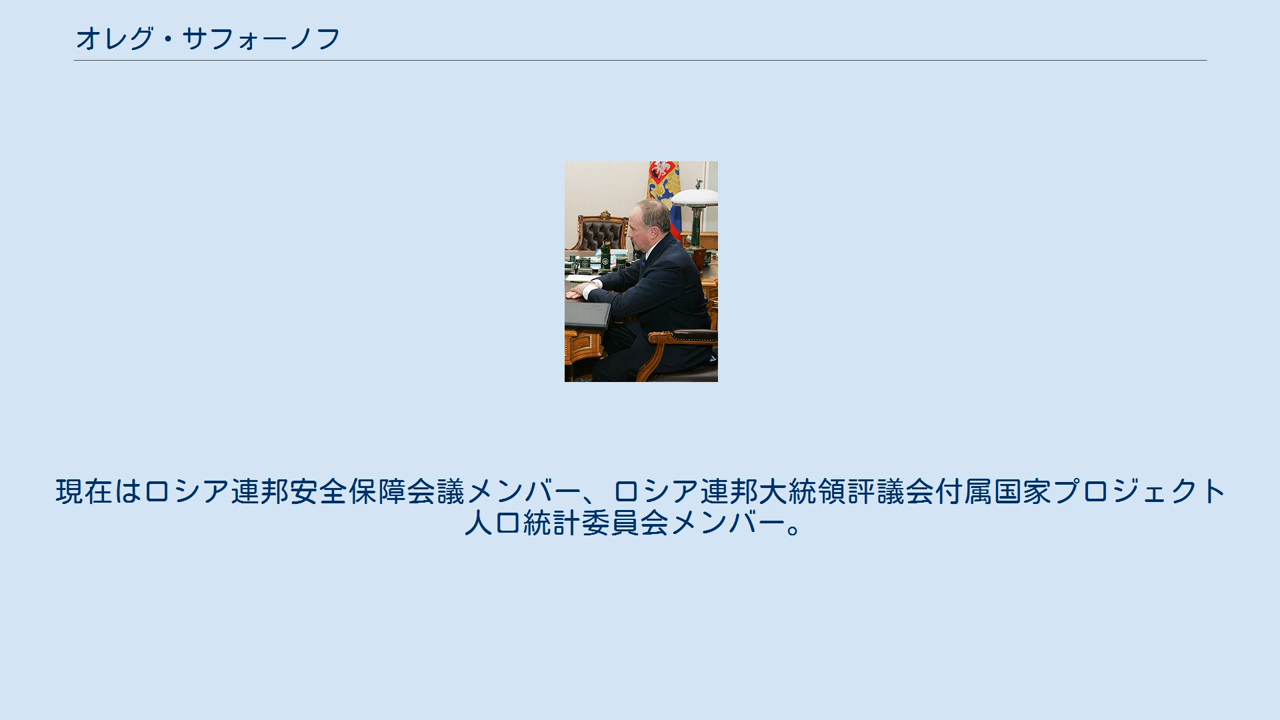 オレグ・サフォーノフ
現在はロシア連邦安全保障会議メンバー、ロシア連邦大統領評議会付属国家プロジェクト
人口統計委員会メンバー。